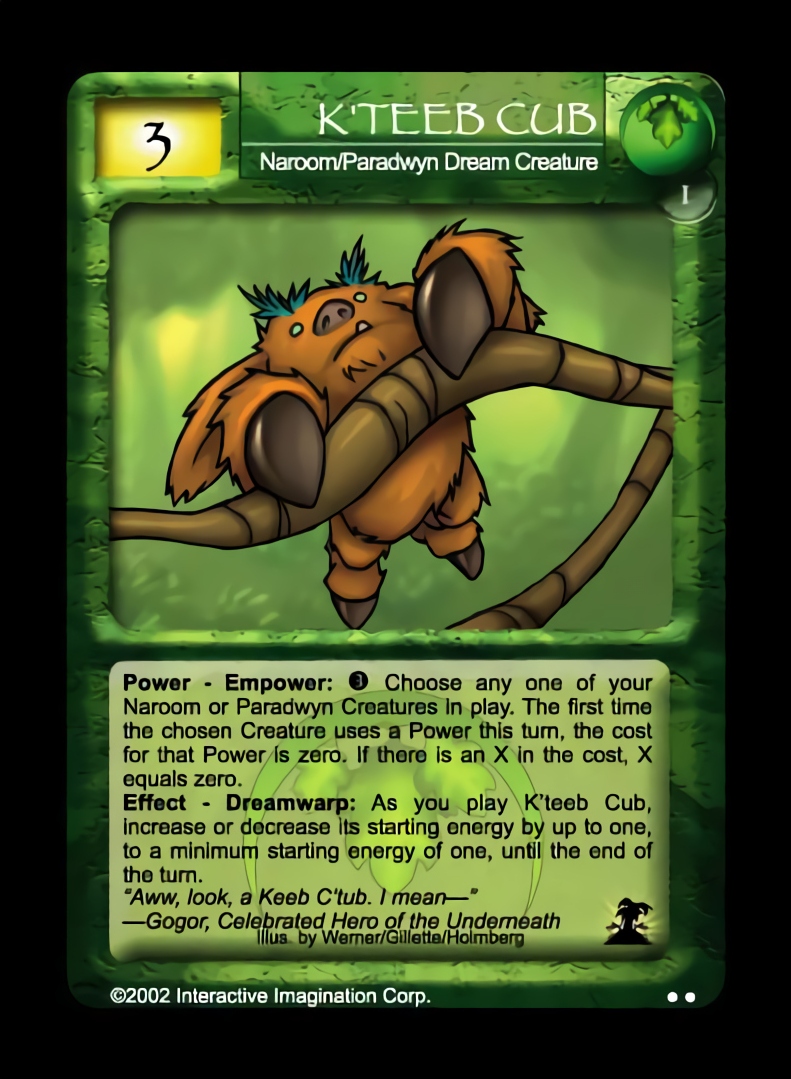 3
K'TEEB CUB
Naroom/Paradwyn Dream Creature
I
Power - Empower: ❸ Choose any one of your
Naroom or Paradwyn Creatures in play. The first time
the chosen Creature uses a Power this turn, the cost
for that Power is zero. If there is an X in the cost, X
equals zero.
Effect - Dreamwarp: As you play K'teeb Cub,
increase or decrease its starting energy by up to one,
to a minimum starting energy of one, until the end of
the turn.
“Aww, look, a Keeb C'tub. I mean—”
—Gogor, Celebrated Hero of the Underneath
Illus. by Werner/Gillette/Holmberg
©2002 Interactive Imagination Corp.